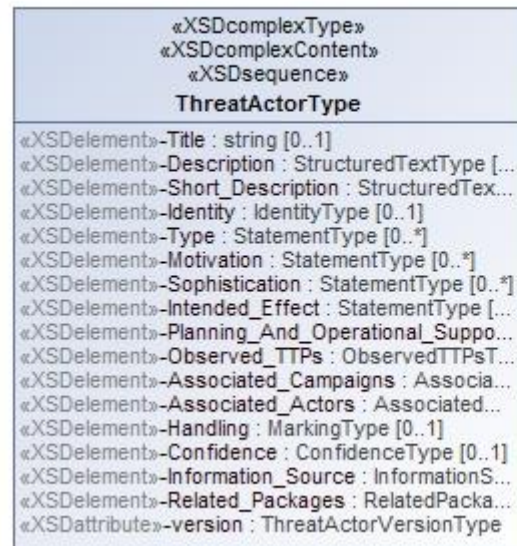 «XSDcomplexType»
«XSDcomplexContent»
«XSDsequence»
ThreatActorType
«XSDelement»-Title : string [0..1]
«XSDelement»-Description : StructuredTextType [...
«XSDelement»-Short_Description : StructuredTex...
«XSDelement»-Identity : IdentityType [0..1]
«XSDelement»-Type : StatementType [0..*]
«XSDelement»-Motivation : StatementType [0..*]
«XSDelement»-Sophistication : StatementType [0..*]
«XSDelement»-Intended_Effect : StatementType [...
«XSDelement»-Planning_And_Operational_Suppo...
«XSDelement»-Observed_TTPs : ObservedTTPsT...
«XSDelement»-Associated_Campaigns : Associa...
«XSDelement»-Associated_Actors : Associated...
«XSDelement»-Handling : MarkingType [0..1]
«XSDelement»-Confidence : ConfidenceType [0..1]
«XSDelement»-Information_Source : InformationS...
«XSDelement»-Related_Packages : RelatedPacka...
«XSDattribute»-version : ThreatActorVersionType